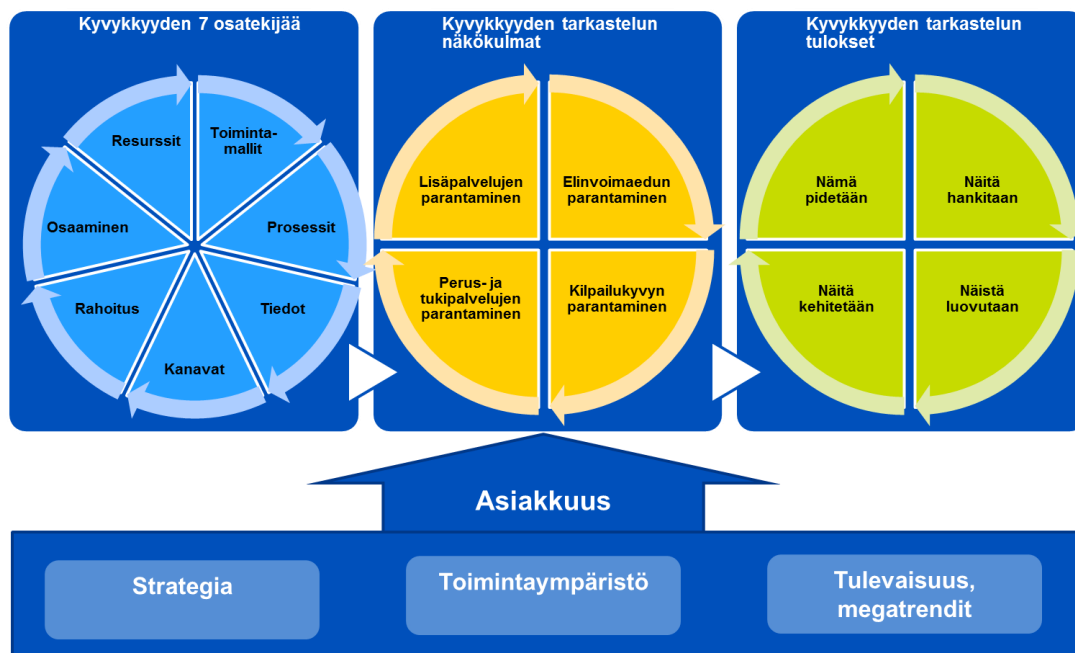 Kyvykkyyden 7 osatekijää
Resurssit
Toiminta-
mallit
Osaaminen
Prosessit
Rahoitus
Tiedot
Kanavat
Kyvykkyyden tarkastelun
näkökulmat
Lisäpalvelujen
parantaminen
Elinvoimaedun
parantaminen
Perus- ja
tukipalvelujen
parantaminen
Kilpailukyvyn
parantaminen
Kyvykkyyden tarkastelun
tulokset
Nämä
pidetään
Näitä
hankitaan
Näitä
kehitetään
Näistä
luovutaan
Asiakkuus
Strategia
Toimintaympäristö
Tulevaisuus,
megatrendit